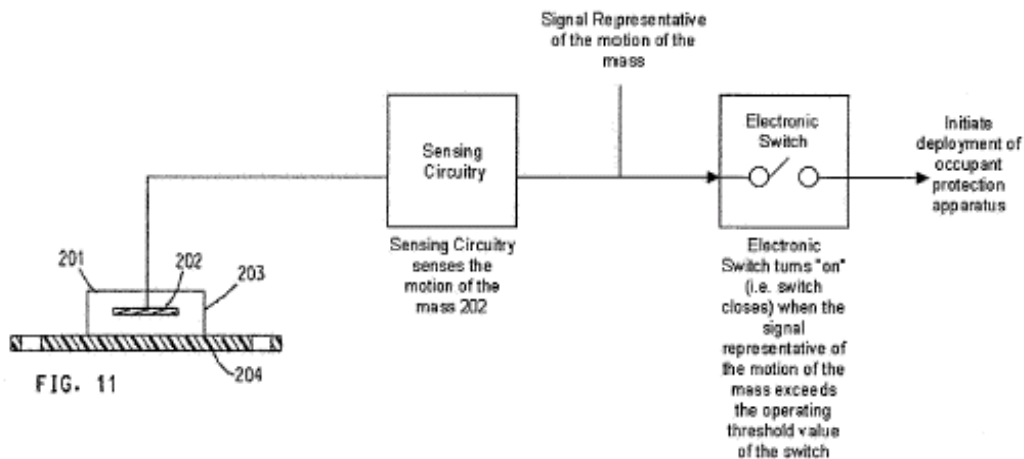 Signal Representative
of the motion of the
mass
Sensing
Circuitry
Electronic
Switch
Initiate
deployment of
occupant
protection
apparatus
Sensing Circuitry
senses the
motion of the
mass 202
Electronic
Switch turns "on"
(i.e. switch
closes) when the
signal
representative of
the motion of the
mass exceeds
the operating
threshold value
of the switch
201
202
203
204
FIG. 11